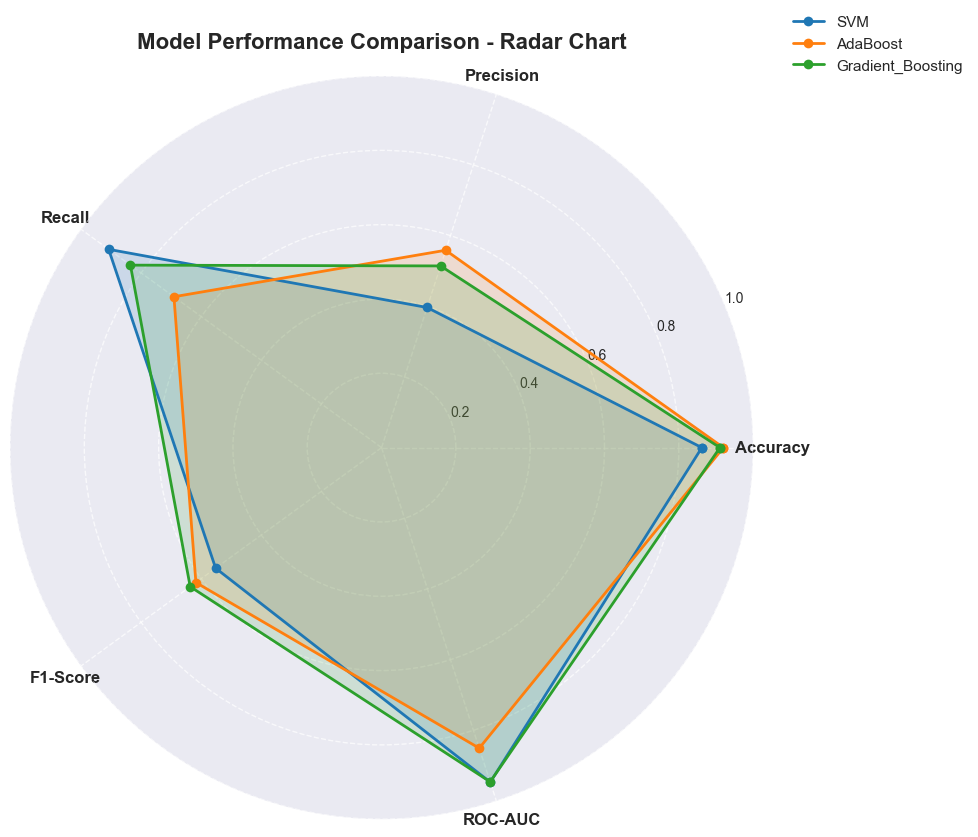 Model Performance Comparison - Radar Chart
SVM
AdaBoost
Gradient_Boosting
Precision
Recall
1.0
0.8
0.6
0.4
0.2
Accuracy
F1-Score
ROC-AUC